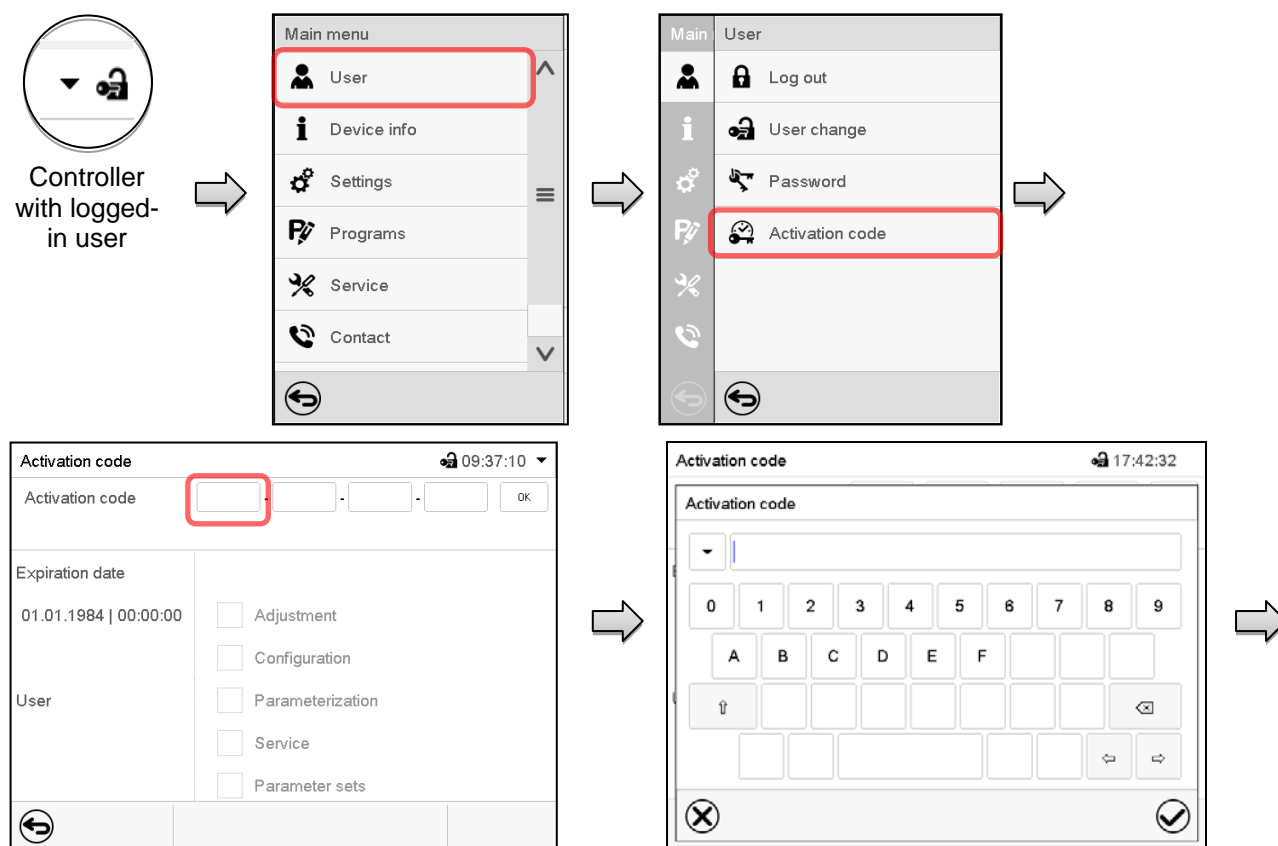 Controller
with logged-
in user
Main menu
User
Device info
Settings
Programs
Service
Contact
Main
User
Log out
User change
Password
Activation code
Activation code
09:37:10
Activation code
- - -
OK
Expiration date
01.01.1984 | 00:00:00
Adjustment
Configuration
User
Parameterization
Service
Parameter sets
Activation code
17:42:32
Activation code
0 1 2 3 4 5 6 7 8 9
A B C D E F